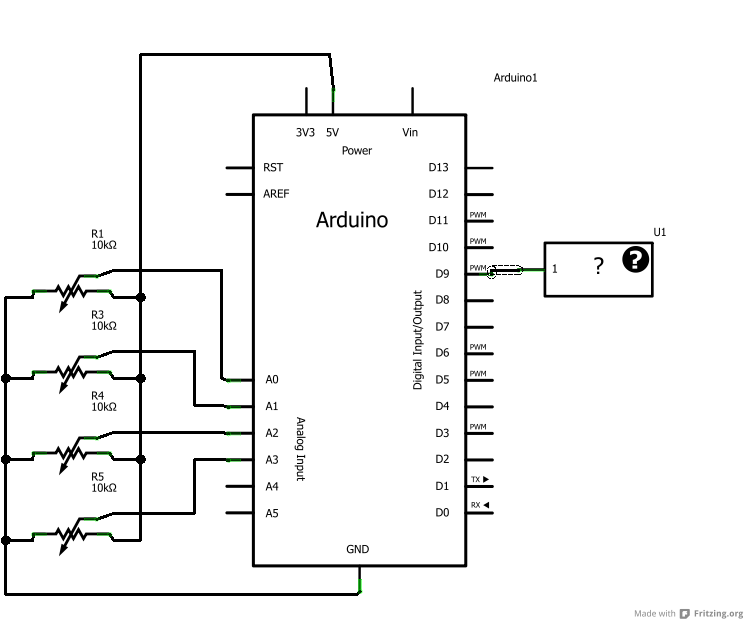 Arduino1
3V3 5V Vin
Power
RST D13
AREF D12
PWM
D11
Arduino
U1
R1
10kΩ
PWM
D10
PWM
D9
1 ? ?
D8
R3
10kΩ
D7
Digital Input/Output
PWM
D6
A0
PWM
D5
R4
10kΩ
A1 D4
A2
PWM
D3
Analog Input
A3 D2
R5
10kΩ
A4 D1
TX
A5 D0
RX
GND
Made with Fritzing.org